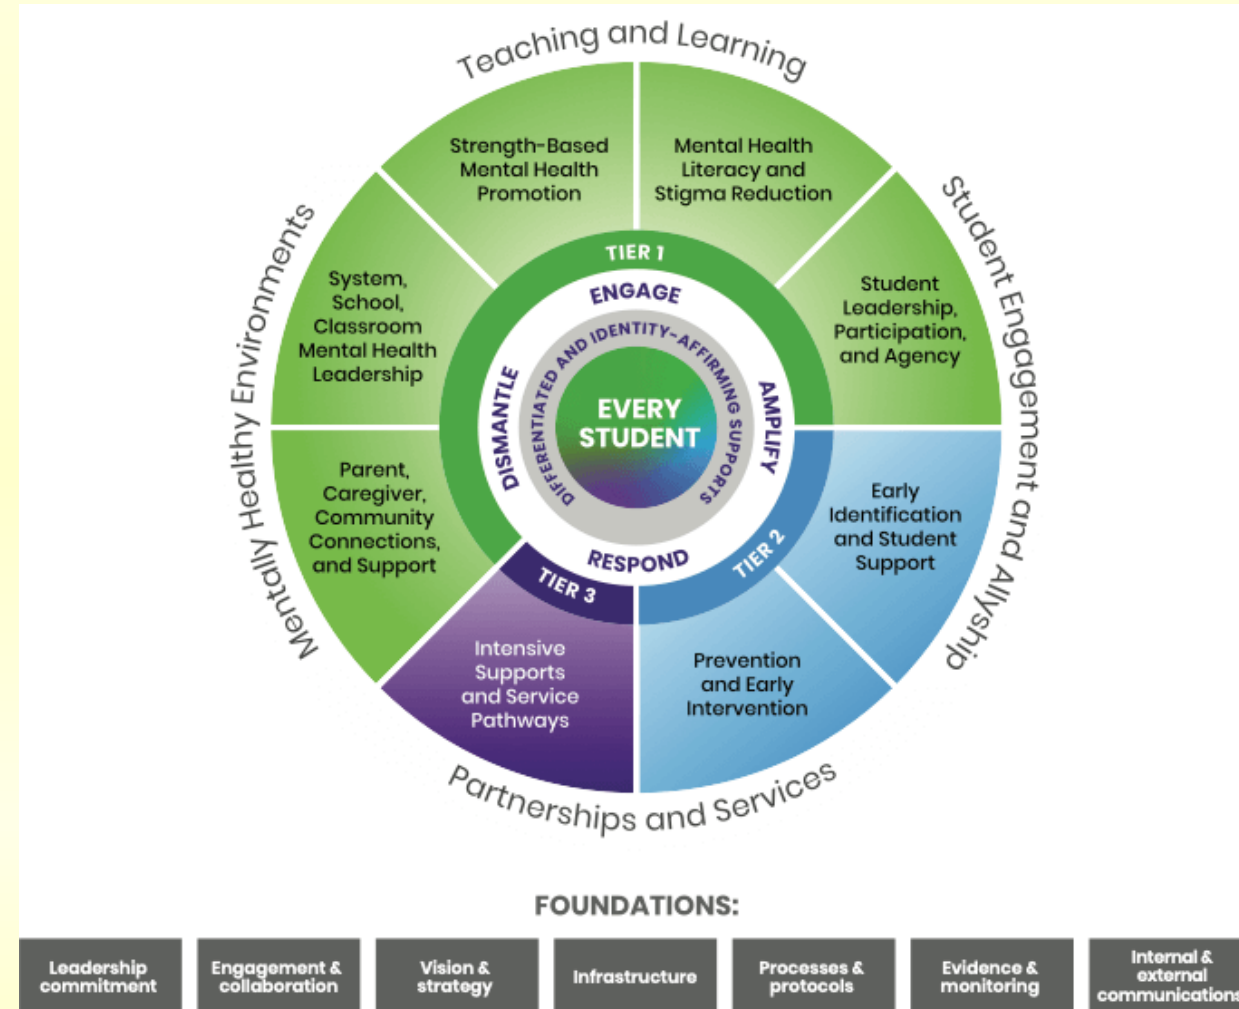 Teaching and Learning
Strength-Based
Mental Health
Promotion
Mental Health
Literacy and
Stigma Reduction
Student Engagement and Allyship
Student
Leadership,
Participation,
and Agency
Early
Identification
and Student
Support
Prevention
and Early
Intervention
Partnerships and Services
Intensive
Supports
and Service
Pathways
Mentally Healthy Environments
Parent,
Caregiver,
Community
Connections,
and Support
System,
School,
Classroom
Mental Health
Leadership
TIER 1
TIER 2
TIER 3
ENGAGE
AMPLIFY
RESPOND
DISMANTLE
DIFFERENTIATED AND IDENTITY-AFFIRMING SUPPORTS
EVERY
STUDENT
FOUNDATIONS:
Leadership
commitment
Engagement &
collaboration
Vision &
strategy
Infrastructure
Processes &
protocols
Evidence &
monitoring
Internal &
external
communications